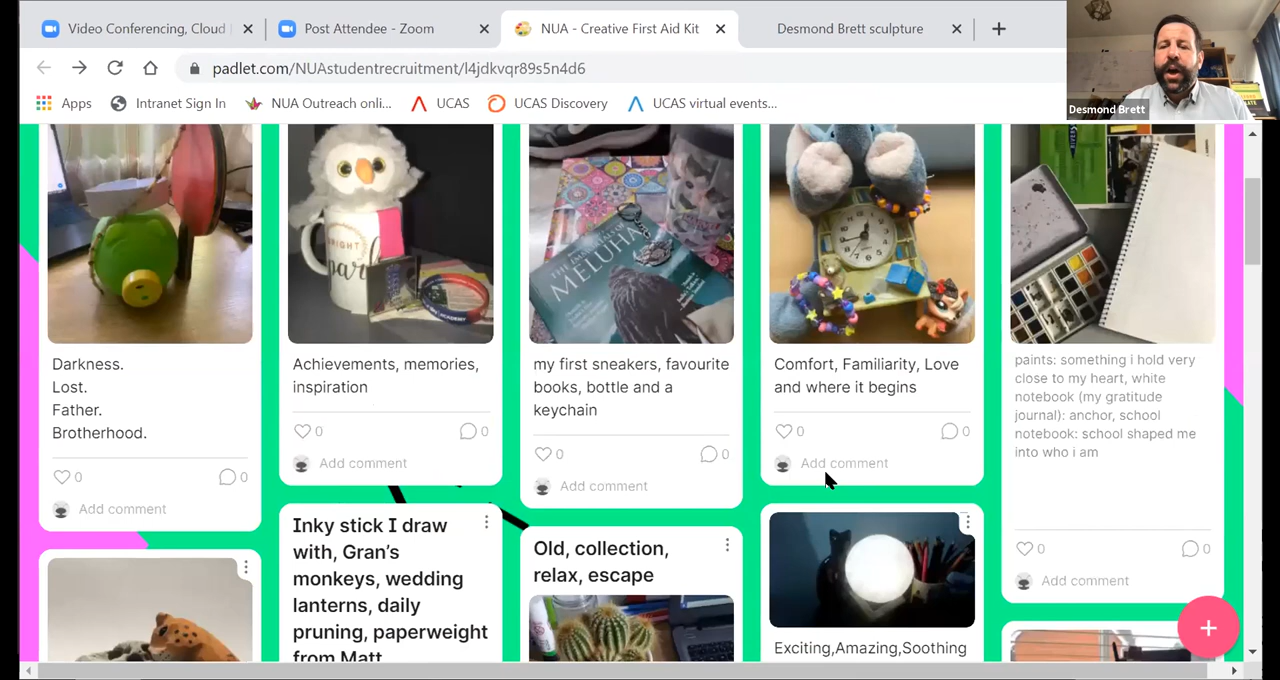 Video Conferencing, Cloud
Post Attendee - Zoom
NUA - Creative First Aid Kit
Desmond Brett sculpture
padlet.com/NUAstudentrecruitment/l4jdkvqr89s5n4d6
Desmond Brett
Apps
Intranet Sign In
NUA Outreach onli...
UCAS
UCAS Discovery
UCAS virtual events...
MELUHA
Darkness.
Lost.
Father.
Brotherhood.
0
0
Add comment
Achievements, memories,
inspiration
0
0
Add comment
Inky stick I draw
with, Gran's
monkeys, wedding
lanterns, daily
pruning, paperweight
from Matt
my first sneakers, favourite
books, bottle and a
keychain
0
0
Add comment
Old, collection,
relax, escape
Comfort, Familiarity, Love
and where it begins
0
0
Add comment
Exciting,Amazing,Soothing
paints: something i hold very
close to my heart, white
notebook (my gratitude
journal): anchor, school
notebook: school shaped me
into who i am
0
0
Add comment